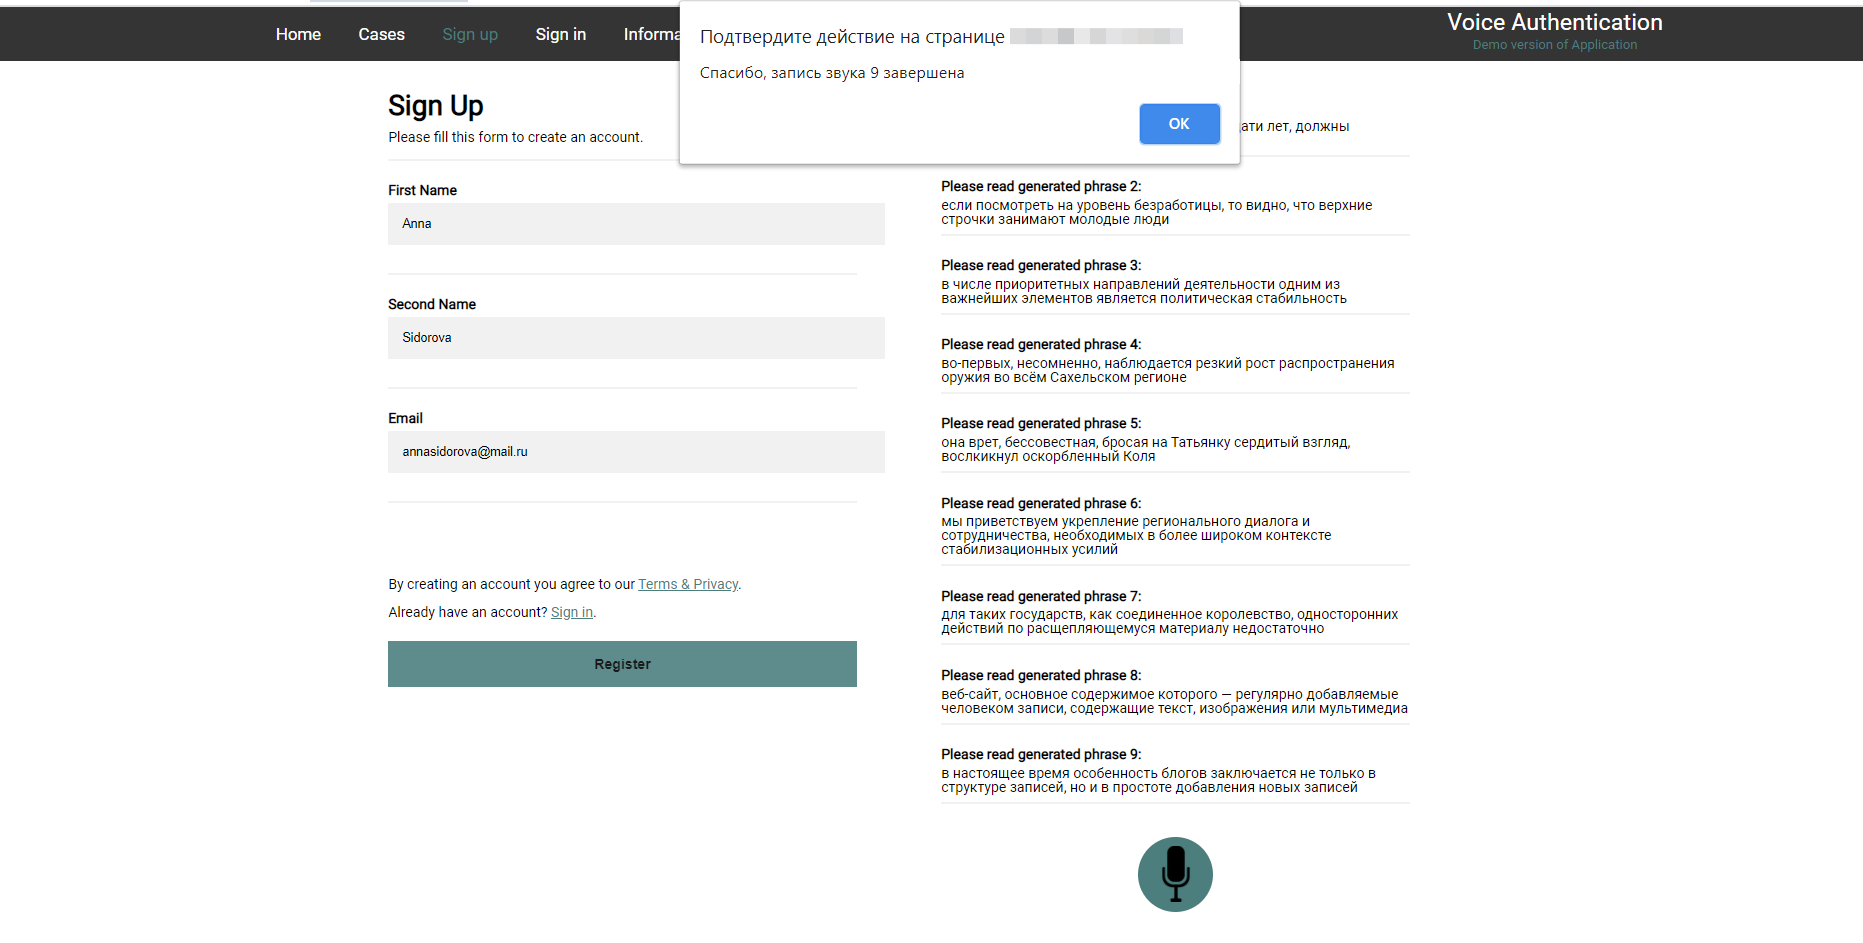 Home Cases Sign up Sign in Informa
Voice Authentication
Demo version of Application
Подтвердите действие на странице
Спасибо, запись звука 9 завершена
OK
Sign Up
Please fill this form to create an account.
First Name
Anna
Second Name
Sidorova
Email
annasidorova@mail.ru
By creating an account you agree to our Terms & Privacy.
Already have an account? Sign in.
Register
ати лет, должны
Please read generated phrase 2:
если посмотреть на уровень безработицы, то видно, что верхние
строчки занимают молодые люди
Please read generated phrase 3:
в числе приоритетных направлений деятельности одним из
важнейших элементов является политическая стабильность
Please read generated phrase 4:
во-первых, несомненно, наблюдается резкий рост распространения
оружия во всём Сахельском регионе
Please read generated phrase 5:
она врет, бессовестная, бросая на Татьянку сердитый взгляд,
вослкикнул оскорбленный Коля
Please read generated phrase 6:
мы приветствуем укрепление регионального диалога и
сотрудничества, необходимых в более широком контексте
стабилизационных усилий
Please read generated phrase 7:
для таких государств, как соединенное королевство, односторонних
действий по расщепляющемуся материалу недостаточно
Please read generated phrase 8:
веб-сайт, основное содержимое которого — регулярно добавляемые
человеком записи, содержащие текст, изображения или мультимедиа
Please read generated phrase 9:
в настоящее время особенность блогов заключается не только в
структуре записей, но и в простоте добавления новых записей